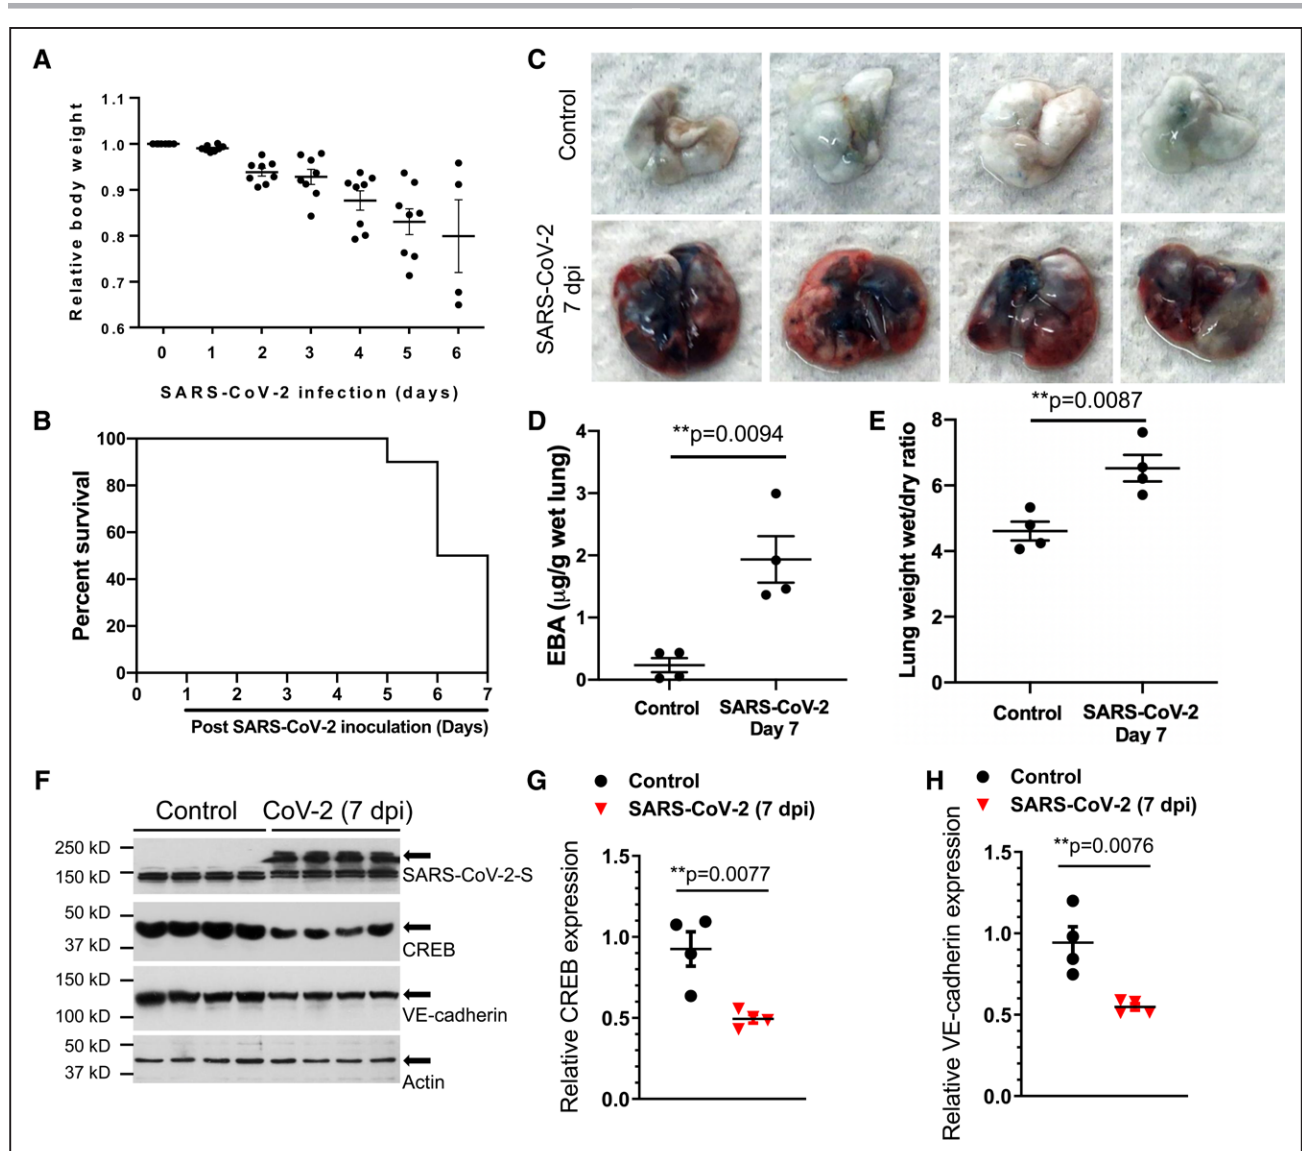 A
Relative body weight
1.1
1.0
0.9
0.8
0.7
0.6
0 1 2 3 4 5 6
SARS-CoV-2 infection (days)
B
Percent survival
100
80
60
40
20
0
0 1 2 3 4 5 6 7
Post SARS-CoV-2 inoculation (Days)
C
Control
SARS-CoV-2
7 dpi
D
EBA (µg/g wet lung)
**p=0.0094
4
3
2
1
0
Control SARS-CoV-2
Day 7
E
Lung weight wet/dry ratio
**p=0.0087
8
6
4
2
0
Control SARS-CoV-2
Day 7
F
Control CoV-2 (7 dpi)
250 kD
150 kD
SARS-CoV-2-S
50 kD
37 kD
CREB
150 kD
100 kD
VE-cadherin
50 kD
37 kD
Actin
G
Control
SARS-CoV-2 (7 dpi)
Relative CREB expression
**p=0.0077
1.5
1.0
0.5
0.0
H
Control
SARS-CoV-2 (7 dpi)
Relative VE-cadherin expression
**p=0.0076
1.5
1.0
0.5
0.0